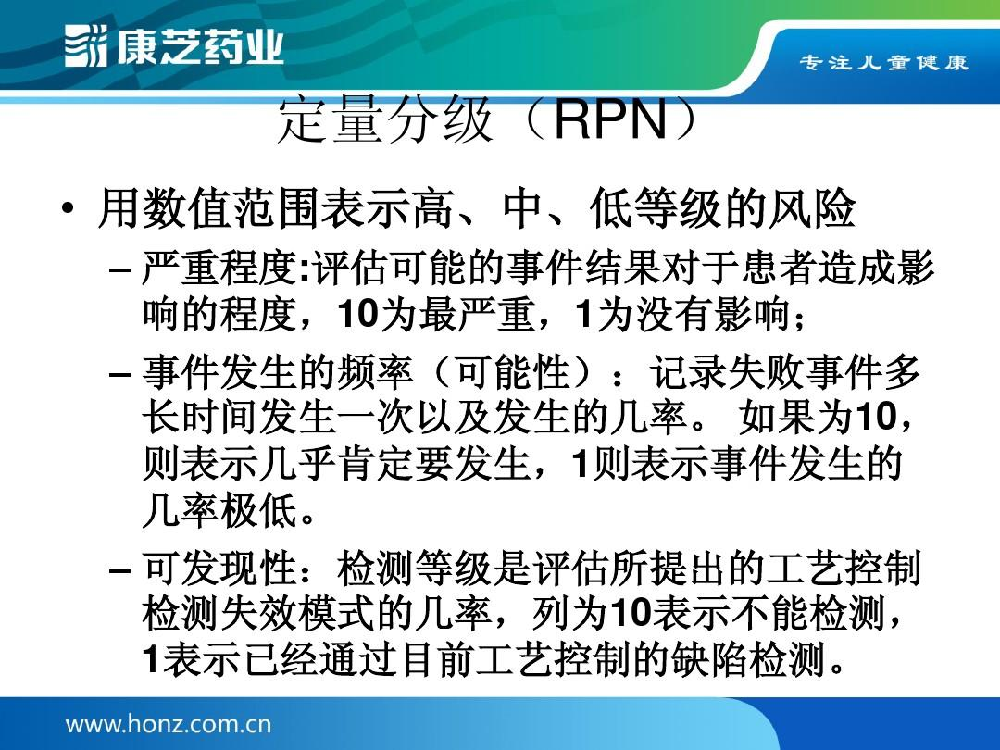 康芝药业
专注儿童健康
定量分级（RPN）
• 用数值范围表示高、中、低等级的风险
– 严重程度:评估可能的事件结果对于患者造成影
响的程度，10为最严重，1为没有影响；
– 事件发生的频率（可能性）：记录失败事件多
长时间发生一次以及发生的几率。 如果为10，
则表示几乎肯定要发生，1则表示事件发生的
几率极低。
– 可发现性：检测等级是评估所提出的工艺控制
检测失效模式的几率，列为10表示不能检测，
1表示已经通过目前工艺控制的缺陷检测。
www.honz.com.cn